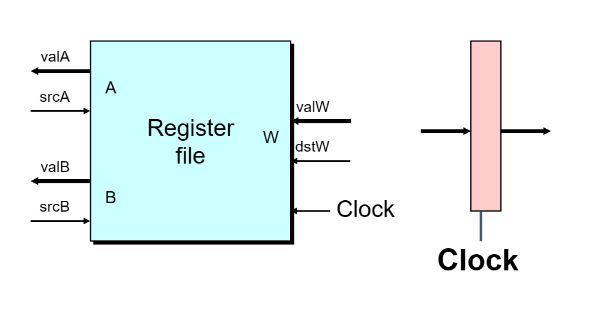 valA
srcA
A
Register
file
valW
W
dstW
valB
srcB
B
Clock
Clock